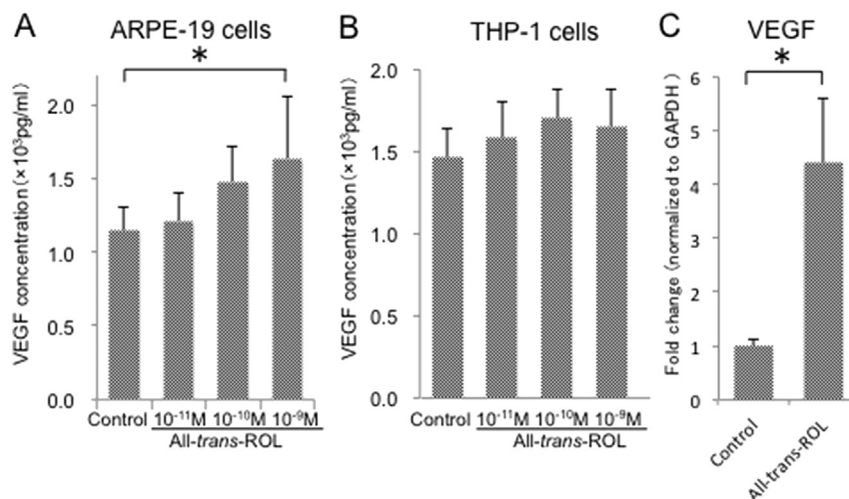 A
ARPE-19 cells
*
VEGF concentration(×10³pg/ml)
2.0
1.5
1.0
0.5
0.0
Control 10⁻¹¹M 10⁻¹⁰M 10⁻⁹M
All-trans-ROL
B
THP-1 cells
VEGF concentration(×10³pg/ml)
2.0
1.5
1.0
0.5
0.0
Control 10⁻¹¹M 10⁻¹⁰M 10⁻⁹M
All-trans-ROL
C
VEGF
*
Fold change (normalized to GAPDH)
6
5
4
3
2
1
0
Control
All-trans-ROL